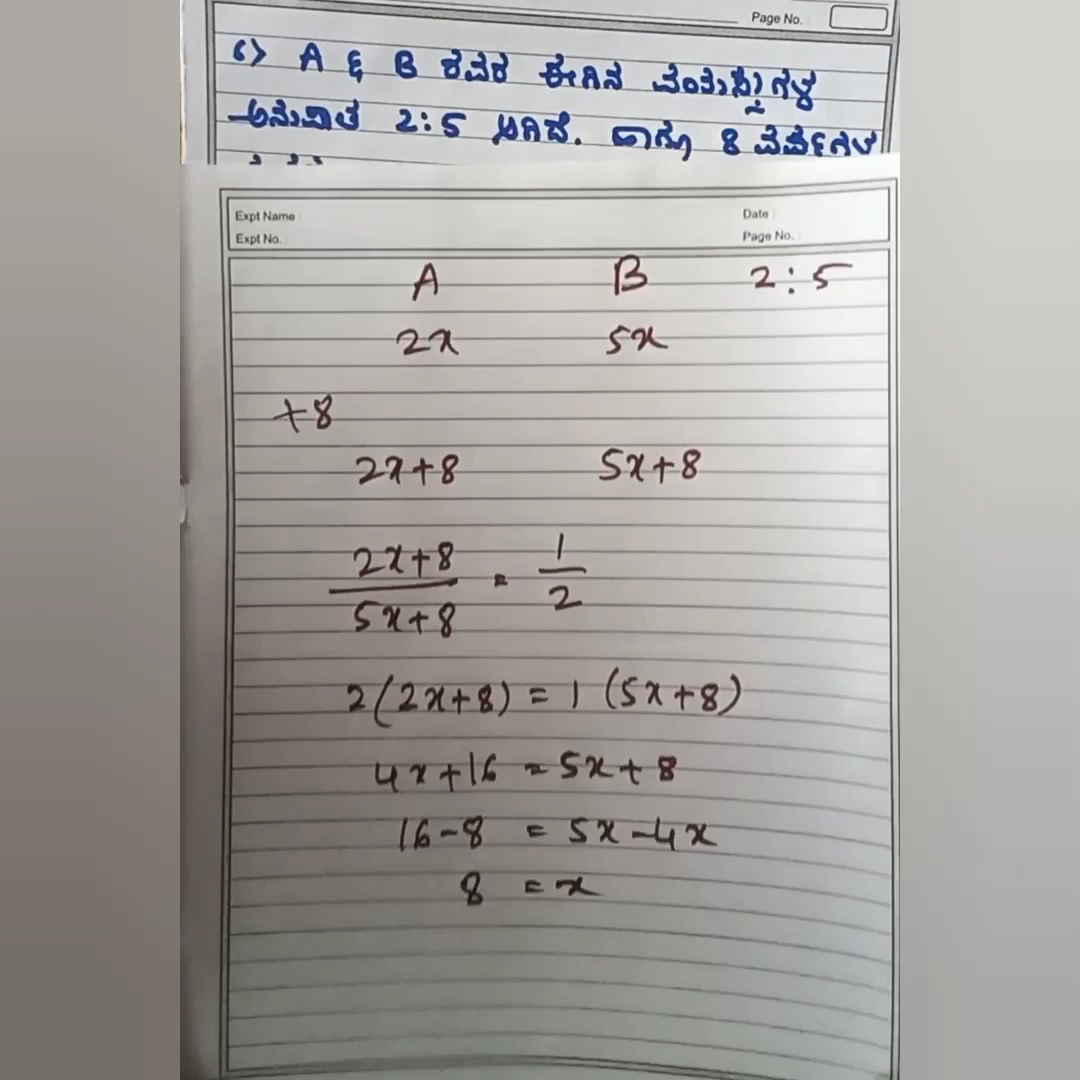 Page No.
6) A & B ರವರ ಈಗಿನ ವಯಸ್ಸುಗಳ
ಅನುಪಾತ 2:5 ಆಗಿದೆ. ಹಾಗೂ 8 ವರ್ಷಗಳ
Expt Name
Date :
Expt No.
Page No.
A B 2:5
2x 5x
+8
2x+8 5x+8
2x+8 / 5x+8 = 1/2
2(2x+8) = 1 (5x+8)
4x+16 = 5x+8
16-8 = 5x-4x
8 = x